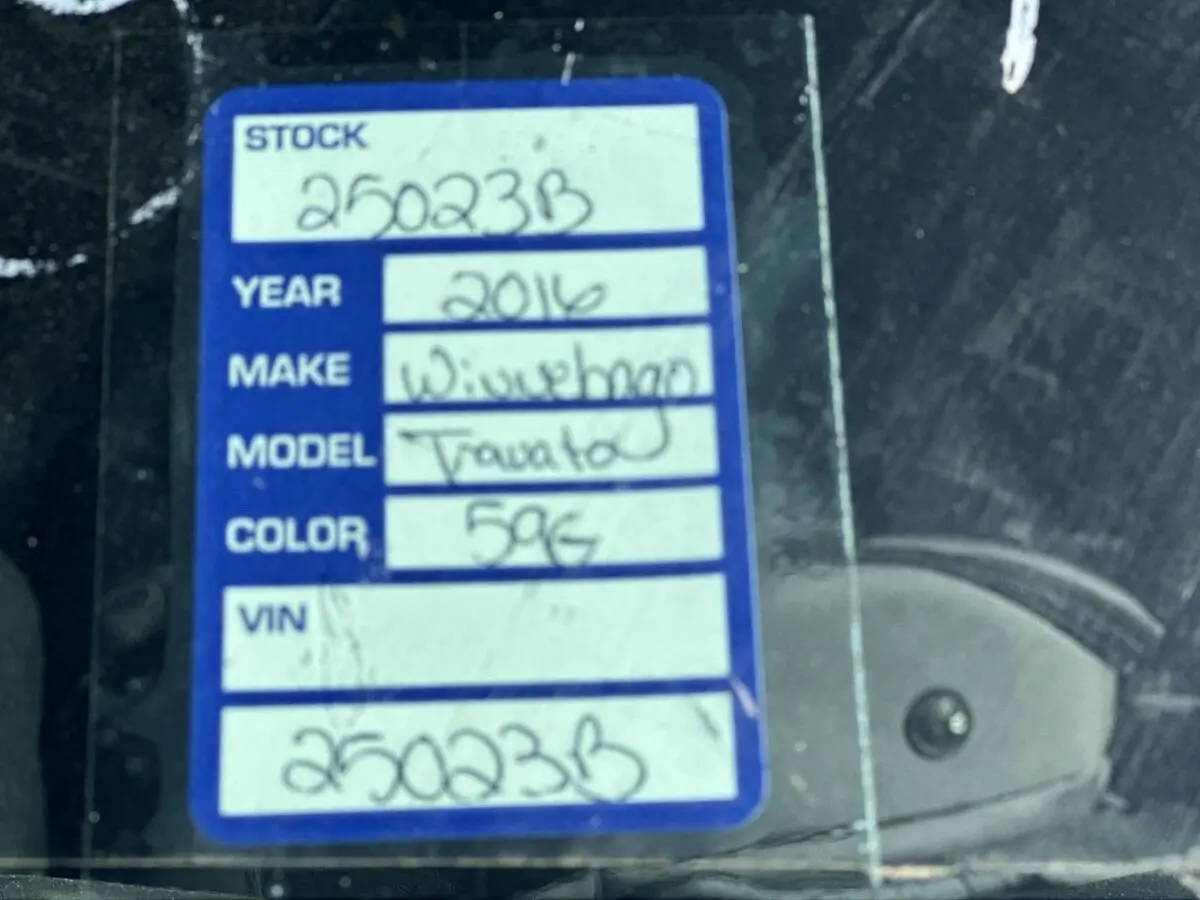 STOCK
25023B
YEAR 2016
MAKE Winnebago
MODEL Travato
COLOR 59G
VIN
25023B